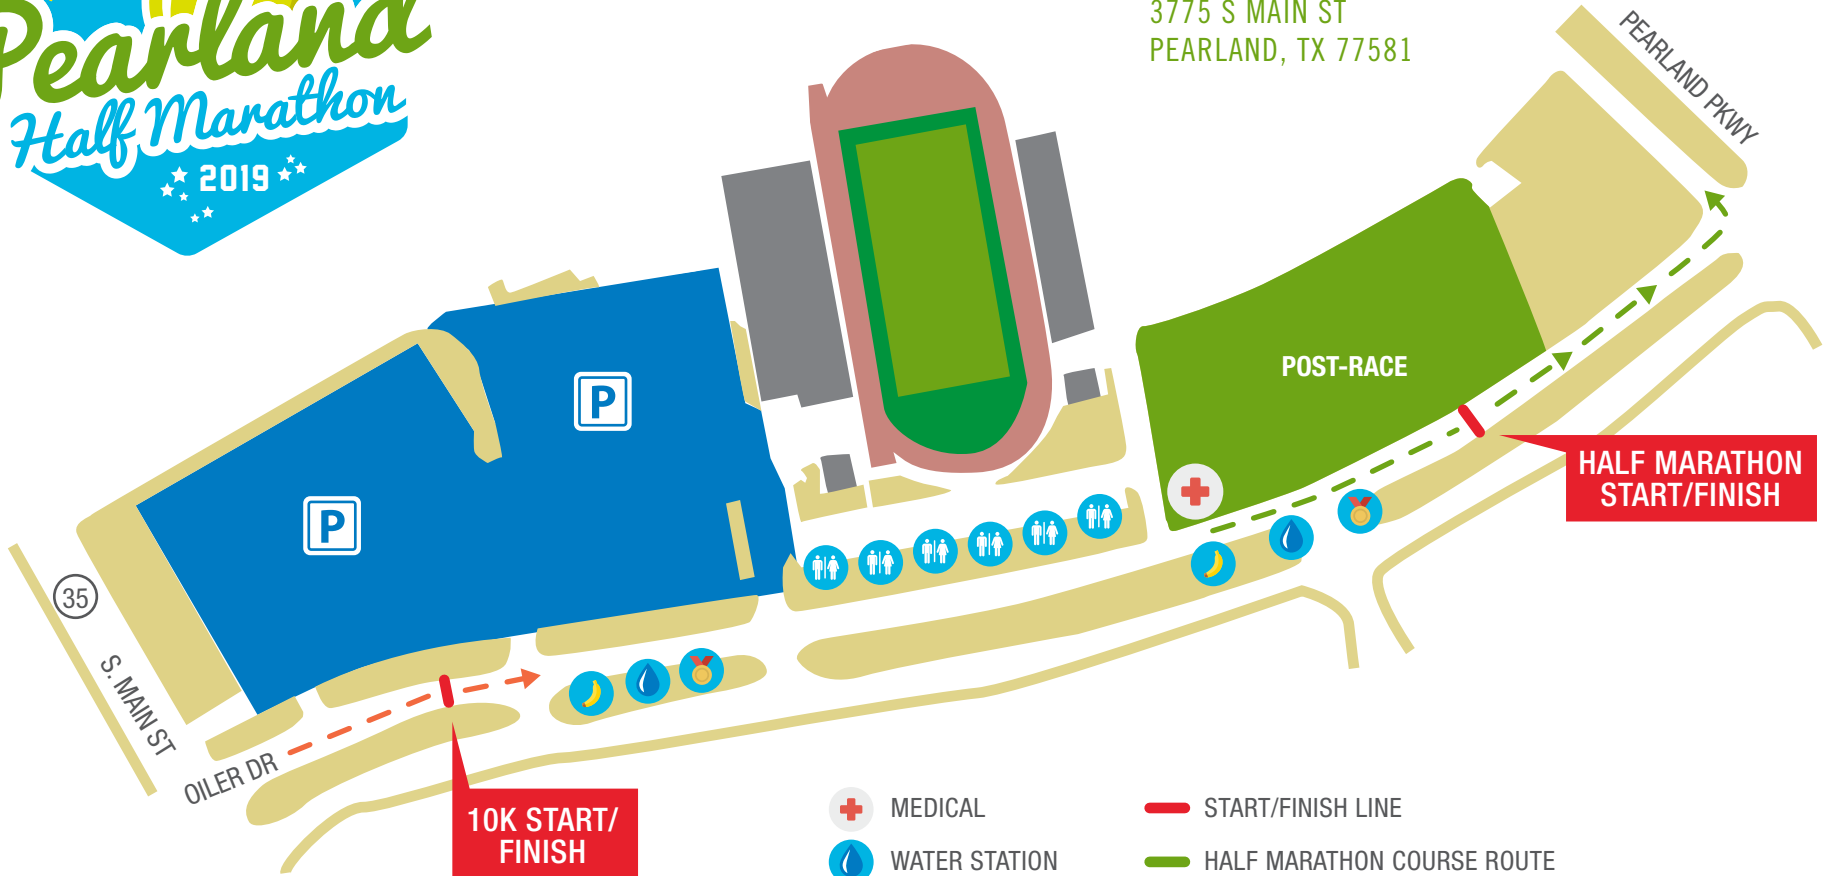 Pearland
Half Marathon
2019
3775 S MAIN ST
PEARLAND, TX 77581
PEARLAND PKWY
POST-RACE
HALF MARATHON
START/FINISH
P
P
35
S. MAIN ST
OILER DR
10K START/
FINISH
MEDICAL
WATER STATION
START/FINISH LINE
HALF MARATHON COURSE ROUTE